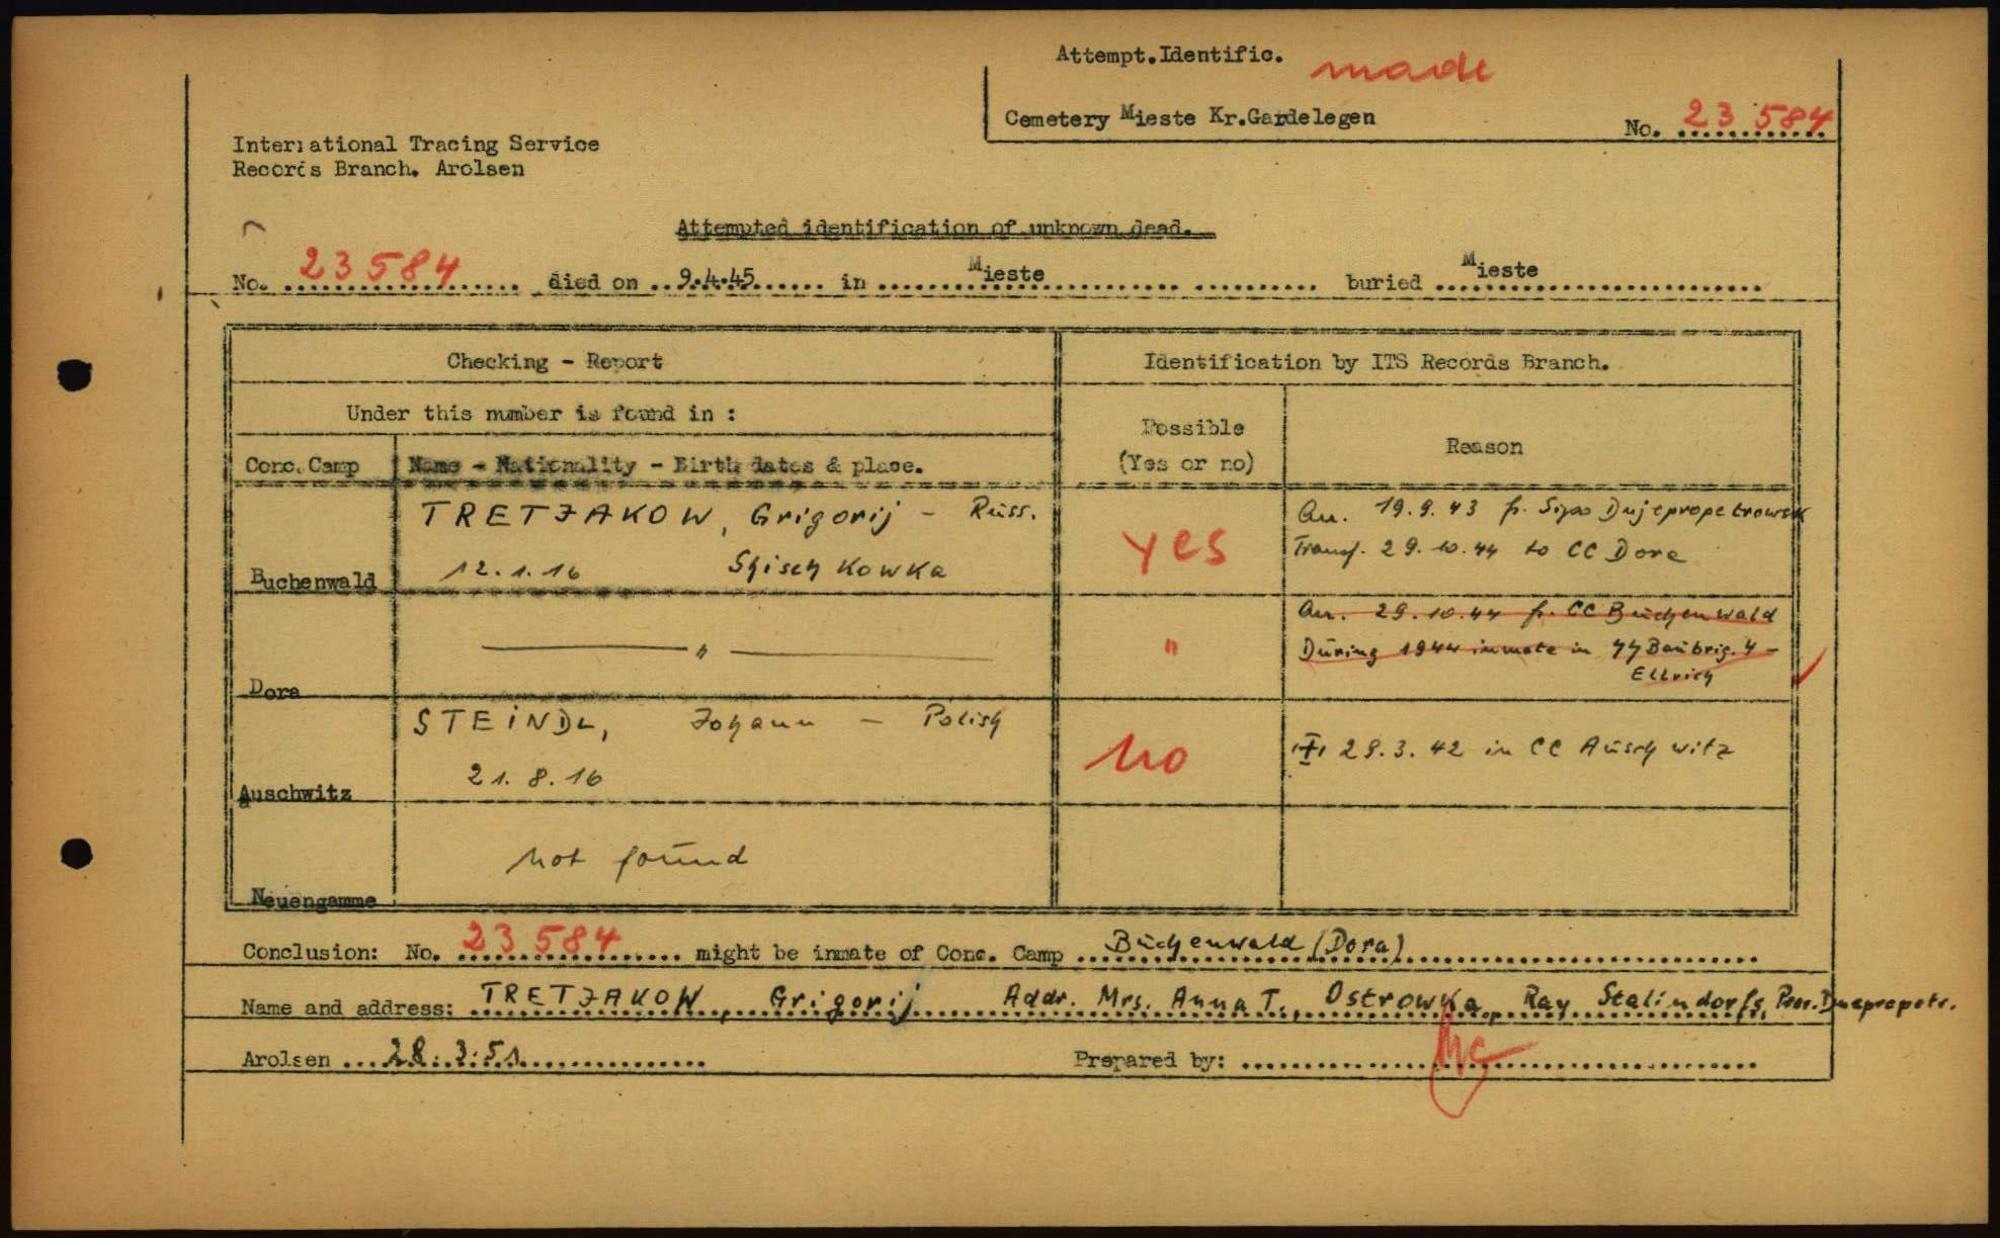 Attempt.Identific. made
Cemetery Mieste Kr.Gardelegen No. 23 584
International Tracing Service
Records Branch. Arolsen
Attempted identification of unknown dead.
No. 23 584 died on 9.4.45 in Mieste buried Mieste
Checking - Report
Identification by ITS Records Branch.
Under this number is found in :
Possible
(Yes or no)
Reason
Conc. Camp
Name - Nationality - Birth dates & place.
Buchenwald
TRETJAKOW, Grigorij - Russ.
12.1.16
yes
Arr. 19.9.43 fr. Sipo Dnjepropetrowsk
Transf. 29.10.44 to CC Dora
Dora
— " —
"
Arr. 29.10.44 fr. CC Buchenwald
During 1944 inmate in SS Baubrig. 4 -
Ellrich
Auschwitz
STEINDL, Johann - Polish
21.8.16
no
29.3.42 in CC Auschwitz
Neuengamme
not found
Conclusion: No. 23 584 might be inmate of Conc. Camp Buchenwald (Dora)
Name and address: TRETJAKOW, Grigorij Addr. Mrs. Anna T., Ostrowka, Ray Stalindorfs, Dnepropetr.
Arolsen 28.3.51
Prepared by: